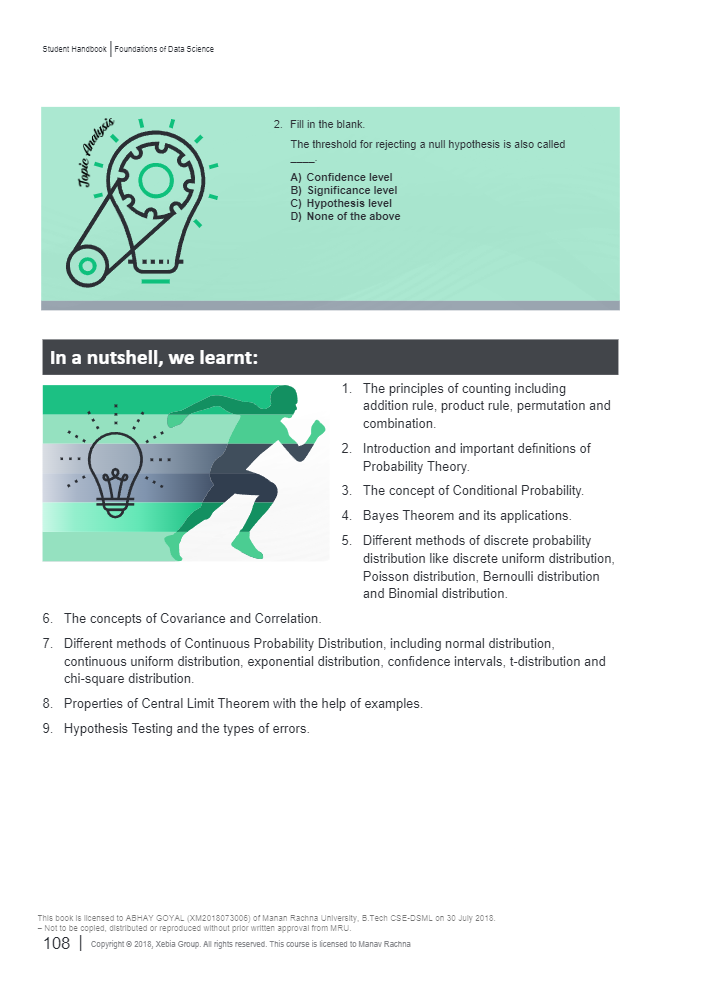 Student Handbook | Foundations of Data Science
Topic Analysis
2. Fill in the blank.
The threshold for rejecting a null hypothesis is also called
____.
A) Confidence level
B) Significance level
C) Hypothesis level
D) None of the above
In a nutshell, we learnt:
1. The principles of counting including
addition rule, product rule, permutation and
combination.
2. Introduction and important definitions of
Probability Theory.
3. The concept of Conditional Probability.
4. Bayes Theorem and its applications.
5. Different methods of discrete probability
distribution like discrete uniform distribution,
Poisson distribution, Bernoulli distribution
and Binomial distribution.
6. The concepts of Covariance and Correlation.
7. Different methods of Continuous Probability Distribution, including normal distribution,
continuous uniform distribution, exponential distribution, confidence intervals, t-distribution and
chi-square distribution.
8. Properties of Central Limit Theorem with the help of examples.
9. Hypothesis Testing and the types of errors.
This book is licensed to ABHAY GOYAL (XM2018073006) of Manan Rachna University, B.Tech CSE-DSML on 30 July 2018.
– Not to be copied, distributed or reproduced without prior written approval from MRU.
108 | Copyright © 2018, Xebia Group. All rights reserved. This course is licensed to Manav Rachna